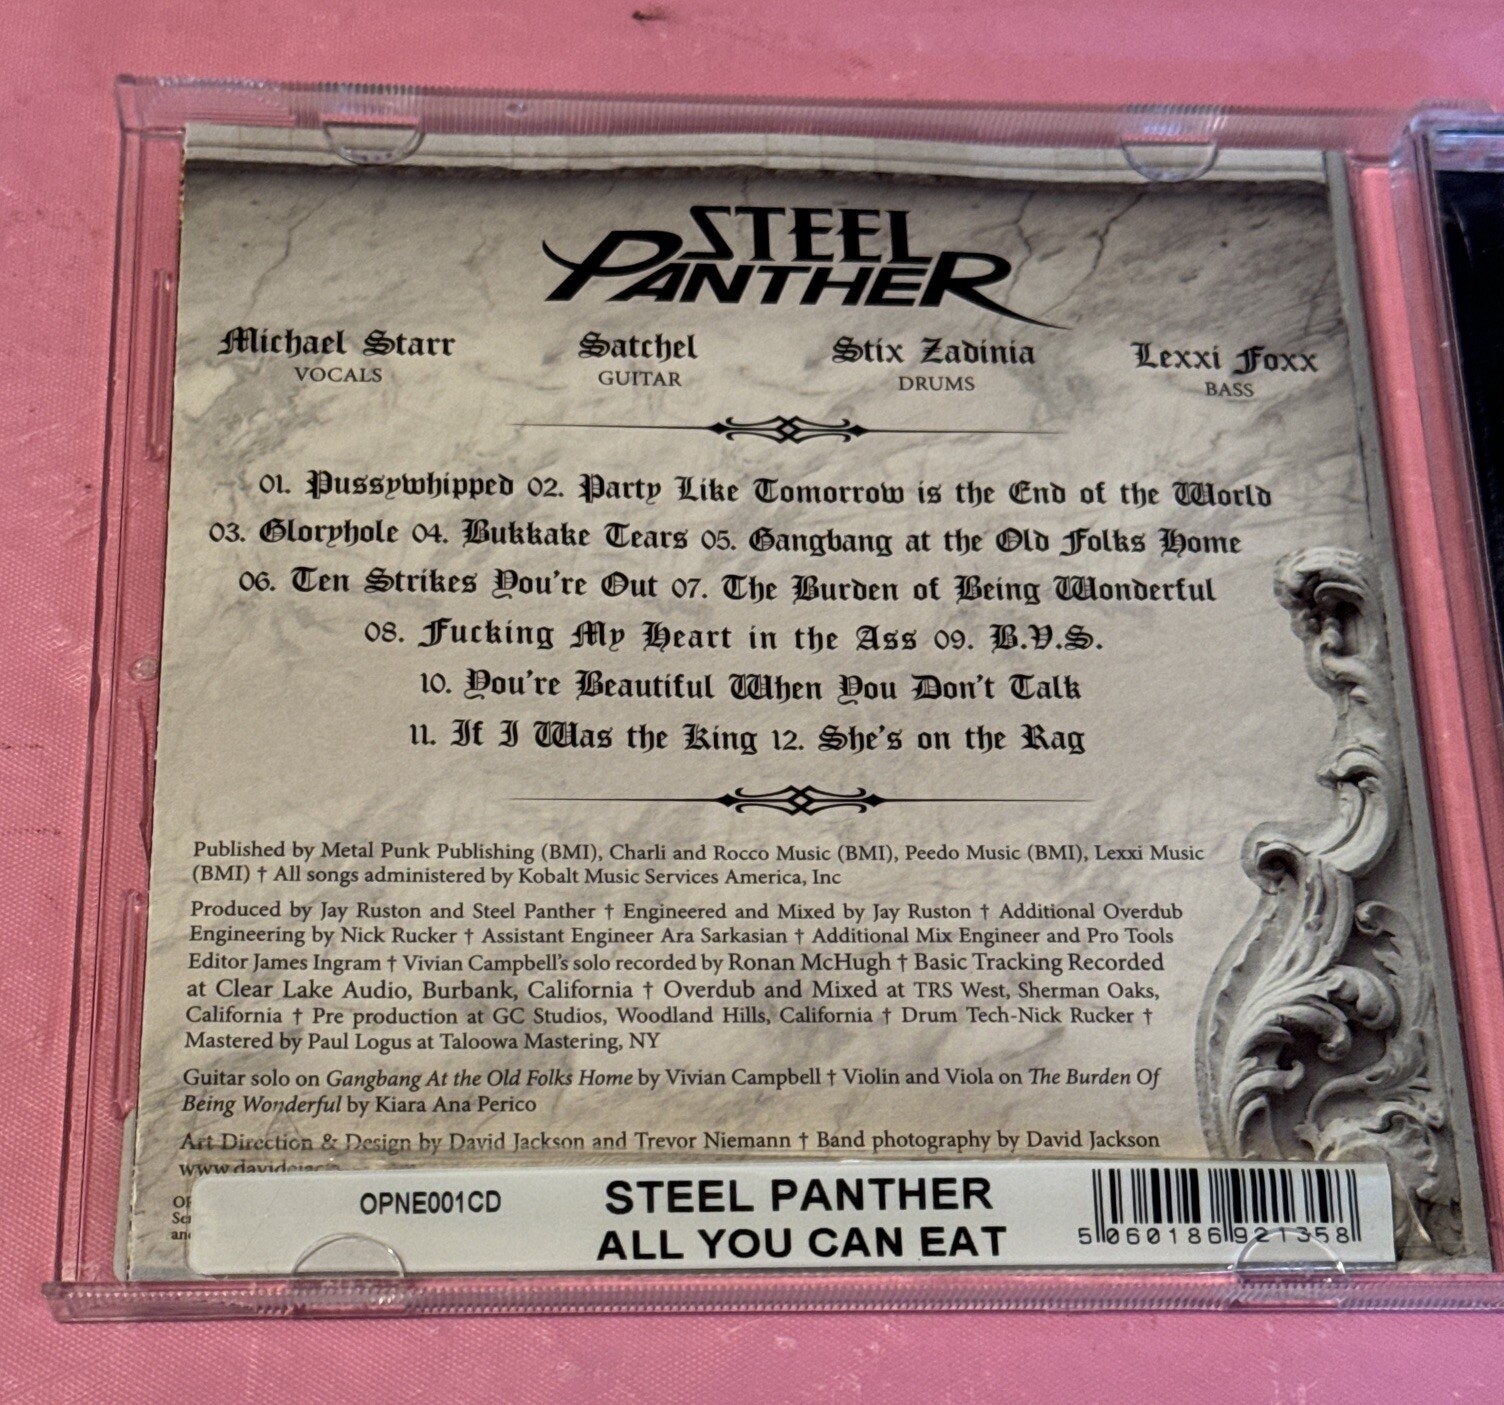 STEEL
PANTHER
Michael Starr Satchel Stix Zadinia Lexxi Foxx
VOCALS GUITAR DRUMS BASS
01. Pussywhipped 02. Party Like Tomorrow is the End of the World
03. Gloryhole 04. Bukkake Tears 05. Gangbang at the Old Folks Home
06. Ten Strikes You're Out 07. The Burden of Being Wonderful
08. Fucking My Heart in the Ass 09. B.V.S.
10. You're Beautiful When You Don't Talk
11. If I Was the King 12. She's on the Rag
Published by Metal Punk Publishing (BMI), Charli and Rocco Music (BMI), Peedo Music (BMI), Lexxi Music
(BMI) † All songs administered by Kobalt Music Services America, Inc
Produced by Jay Ruston and Steel Panther † Engineered and Mixed by Jay Ruston † Additional Overdub
Engineering by Nick Rucker † Assistant Engineer Ara Sarkasian † Additional Mix Engineer and Pro Tools
Editor James Ingram † Vivian Campbell's solo recorded by Ronan McHugh † Basic Tracking Recorded
at Clear Lake Audio, Burbank, California † Overdub and Mixed at TRS West, Sherman Oaks,
California † Pre production at GC Studios, Woodland Hills, California † Drum Tech-Nick Rucker †
Mastered by Paul Logus at Taloowa Mastering, NY
Guitar solo on Gangbang At the Old Folks Home by Vivian Campbell † Violin and Viola on The Burden Of
Being Wonderful by Kiara Ana Perico
Art Direction & Design by David Jackson and Trevor Niemann † Band photography by David Jackson
OPNE001CD STEEL PANTHER
ALL YOU CAN EAT
5 060186 921358